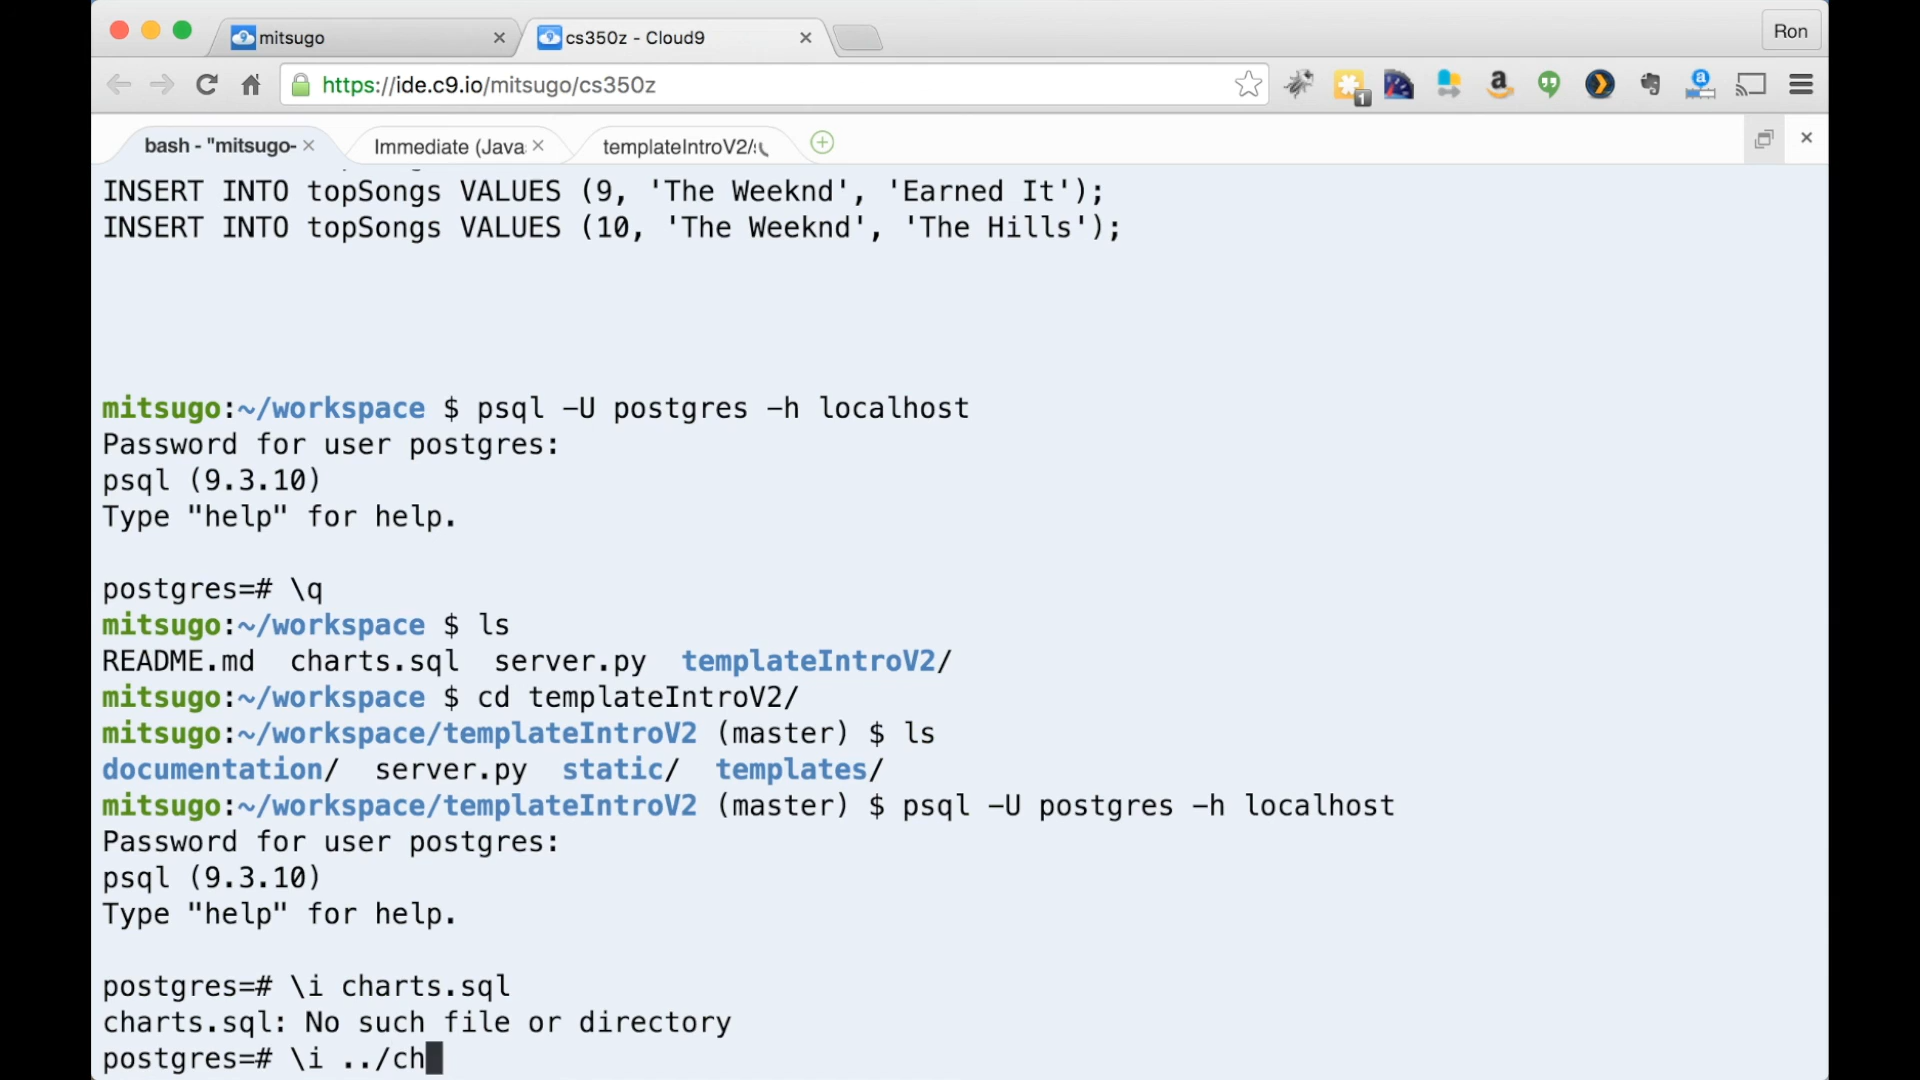 mitsugo
cs350z - Cloud9
Ron
https://ide.c9.io/mitsugo/cs350z
1
bash - "mitsugo-
Immediate (Java
templateIntroV2/
INSERT INTO topSongs VALUES (9, 'The Weeknd', 'Earned It');
INSERT INTO topSongs VALUES (10, 'The Weeknd', 'The Hills');
mitsugo:~/workspace $ psql -U postgres -h localhost
Password for user postgres:
psql (9.3.10)
Type "help" for help.
postgres=# \q
mitsugo:~/workspace $ ls
README.md charts.sql server.py templateIntroV2/
mitsugo:~/workspace $ cd templateIntroV2/
mitsugo:~/workspace/templateIntroV2 (master) $ ls
documentation/ server.py static/ templates/
mitsugo:~/workspace/templateIntroV2 (master) $ psql -U postgres -h localhost
Password for user postgres:
psql (9.3.10)
Type "help" for help.
postgres=# \i charts.sql
charts.sql: No such file or directory
postgres=# \i ../ch